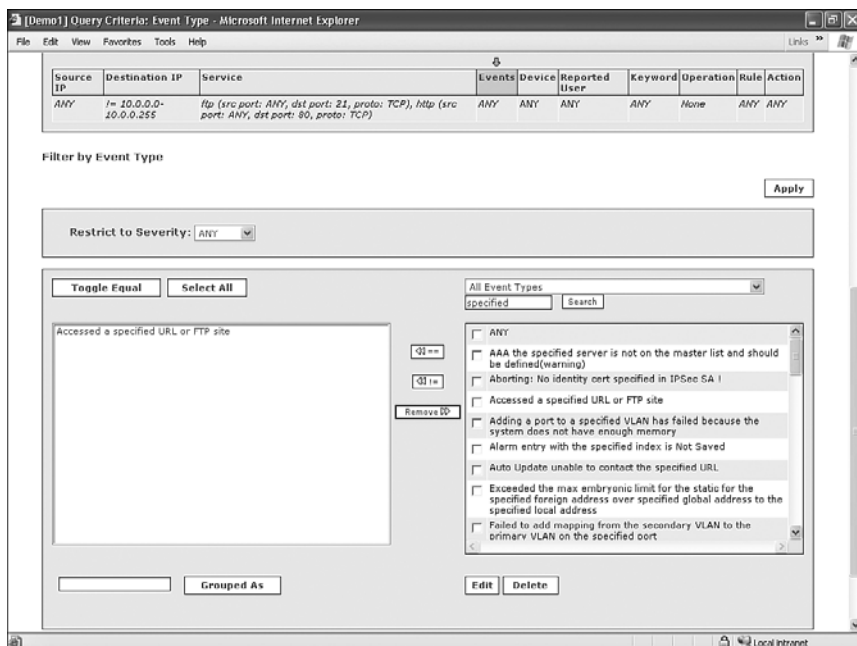 [Demo1] Query Criteria: Event Type - Microsoft Internet Explorer
File Edit View Favorites Tools Help
Links »
Source IP Destination IP Service Events Device Reported User Keyword Operation Rule Action
ANY != 10.0.0.0-10.0.0.255 ftp (src port: ANY, dst port: 21, proto: TCP), http (src port: ANY, dst port: 80, proto: TCP) ANY ANY ANY ANY None ANY ANY
Filter by Event Type
Apply
Restrict to Severity: ANY
Toggle Equal Select All
All Event Types
specified Search
Accessed a specified URL or FTP site
==
!=
Remove
ANY
AAA the specified server is not on the master list and should
be defined(warning)
Aborting: No identity cert specified in IPSec SA !
Accessed a specified URL or FTP site
Adding a port to a specified VLAN has failed because the
system does not have enough memory
Alarm entry with the specified index is Not Saved
Auto Update unable to contact the specified URL
Exceeded the max embryonic limit for the static for the
specified foreign address over specified global address to the
specified local address
Failed to add mapping from the secondary VLAN to the
primary VLAN on the specified port
Grouped As
Edit Delete
Local intranet